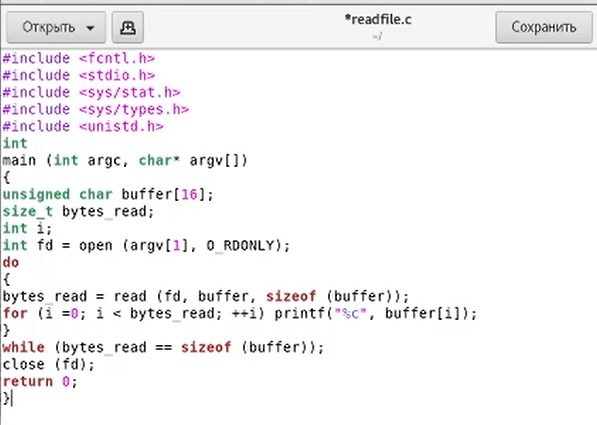 Открыть
*readfile.c
~/
Сохранить
#include <fcntl.h>
#include <stdio.h>
#include <sys/stat.h>
#include <sys/types.h>
#include <unistd.h>
int
main (int argc, char* argv[])
{
unsigned char buffer[16];
size_t bytes_read;
int i;
int fd = open (argv[1], O_RDONLY);
do
{
bytes_read = read (fd, buffer, sizeof (buffer));
for (i =0; i < bytes_read; ++i) printf("%c", buffer[i]);
}
while (bytes_read == sizeof (buffer));
close (fd);
return 0;
}